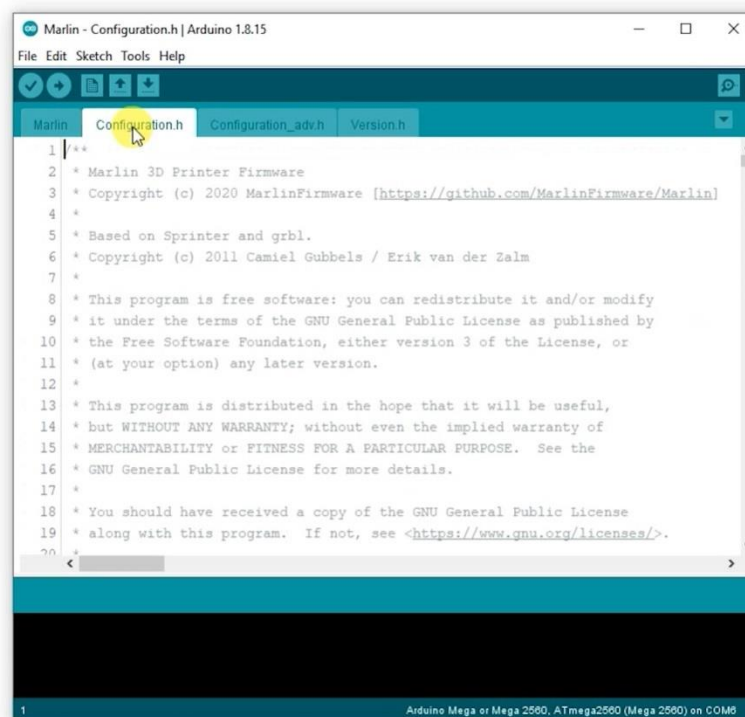 Marlin - Configuration.h | Arduino 1.8.15
File Edit Sketch Tools Help
Marlin Configuration.h Configuration_adv.h Version.h
1 /**
2 * Marlin 3D Printer Firmware
3 * Copyright (c) 2020 MarlinFirmware [https://github.com/MarlinFirmware/Marlin]
4 *
5 * Based on Sprinter and grbl.
6 * Copyright (c) 2011 Camiel Gubbels / Erik van der Zalm
7 *
8 * This program is free software: you can redistribute it and/or modify
9 * it under the terms of the GNU General Public License as published by
10 * the Free Software Foundation, either version 3 of the License, or
11 * (at your option) any later version.
12 *
13 * This program is distributed in the hope that it will be useful,
14 * but WITHOUT ANY WARRANTY; without even the implied warranty of
15 * MERCHANTABILITY or FITNESS FOR A PARTICULAR PURPOSE.  See the
16 * GNU General Public License for more details.
17 *
18 * You should have received a copy of the GNU General Public License
19 * along with this program.  If not, see <https://www.gnu.org/licenses/>.
20 *
1 Arduino Mega or Mega 2560, ATmega2560 (Mega 2560) on COM6